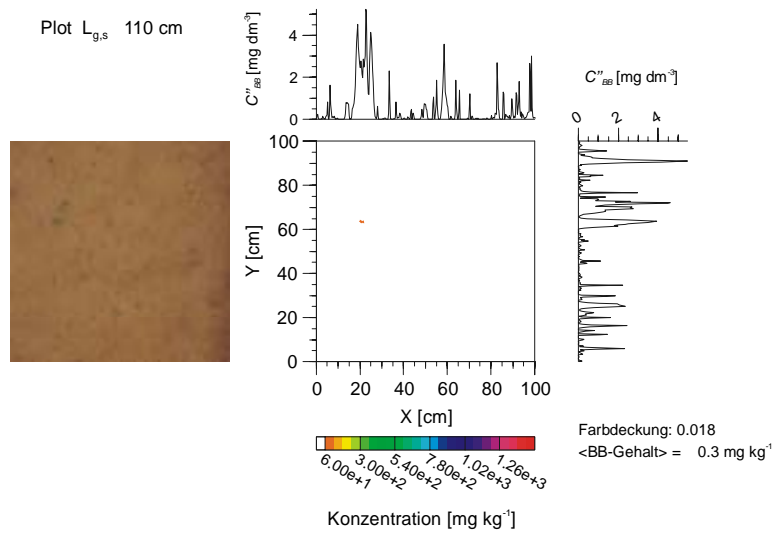 Plot L_g,s 110 cm
C''_BB [mg dm⁻³]
4
2
0
C''_BB [mg dm⁻³]
0 2 4
Y [cm]
100
80
60
40
20
0
0 20 40 60 80 100
X [cm]
6.00e+1 3.00e+2 5.40e+2 7.80e+2 1.02e+3 1.26e+3
Konzentration [mg kg⁻¹]
Farbdeckung: 0.018
<BB-Gehalt> = 0.3 mg kg⁻¹